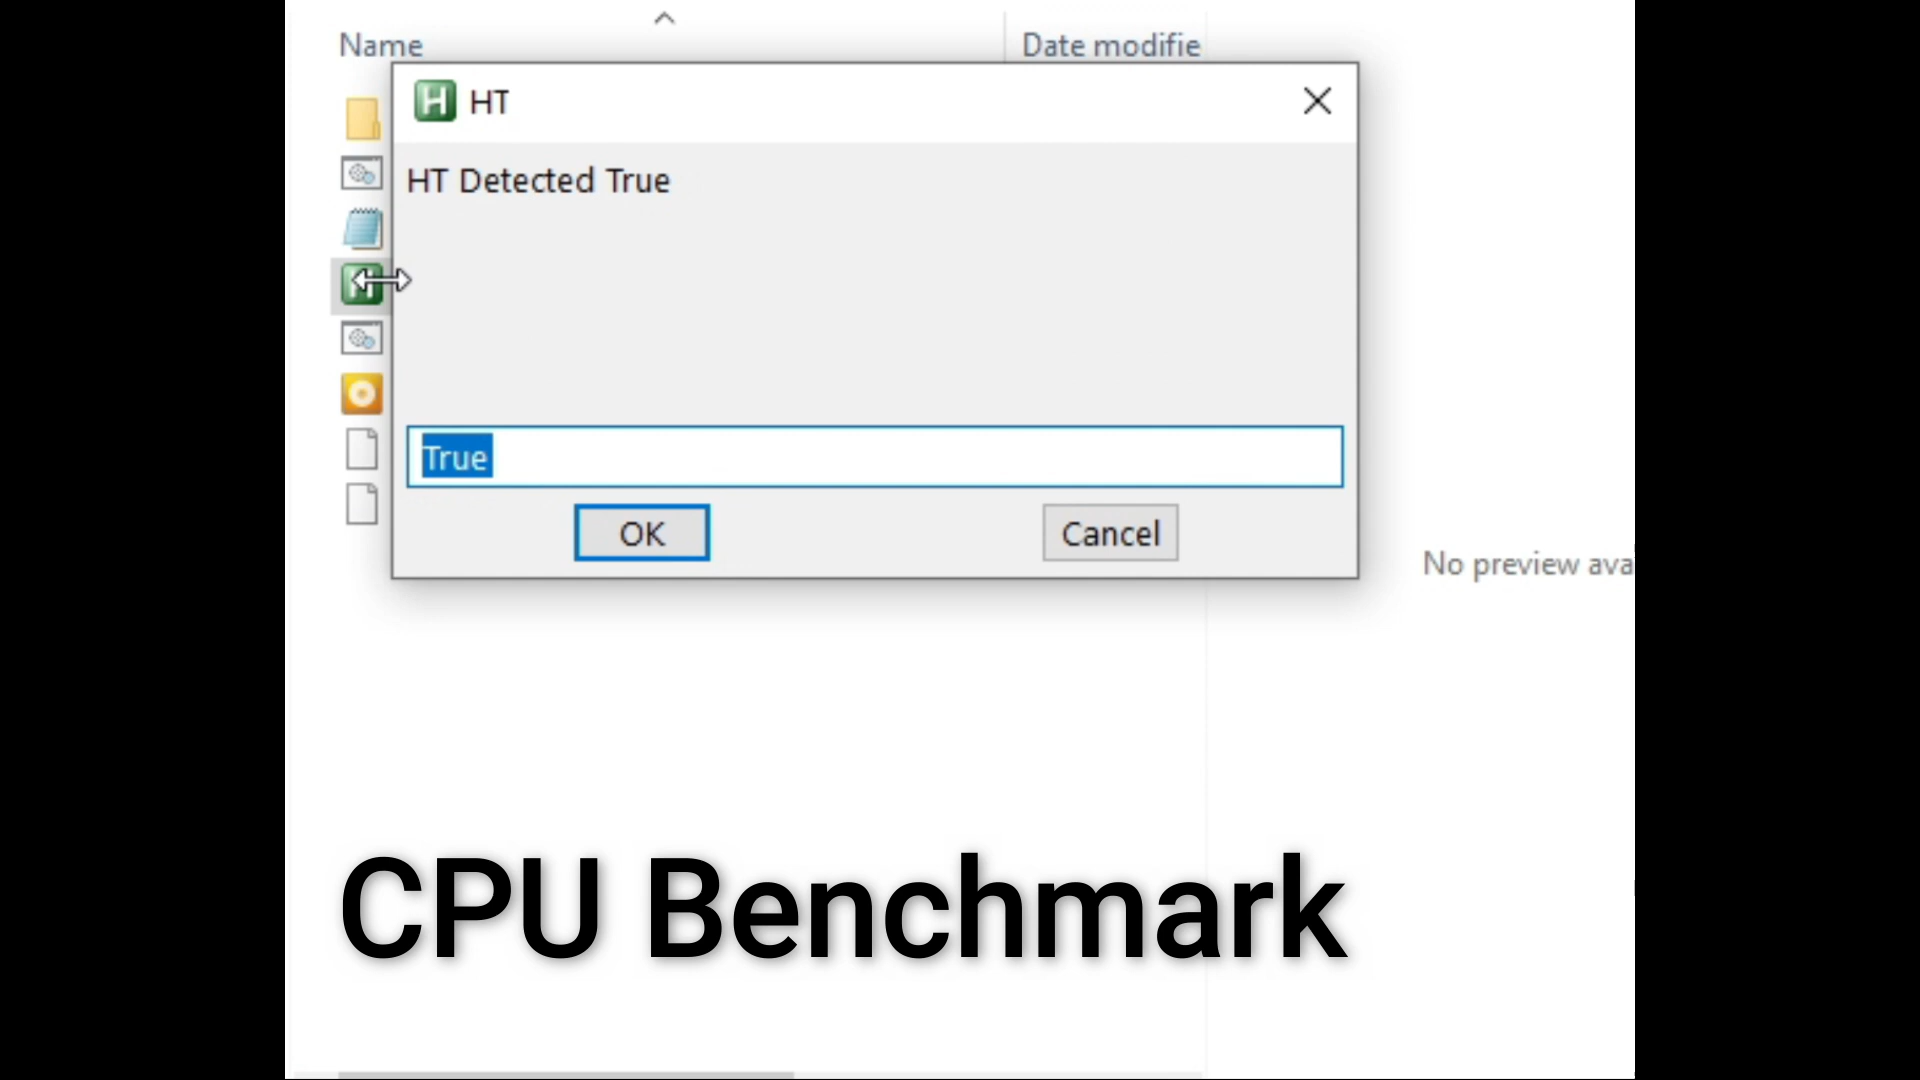 Name
Date modifie
H HT
HT Detected True
True
OK
Cancel
No preview ava
CPU Benchmark